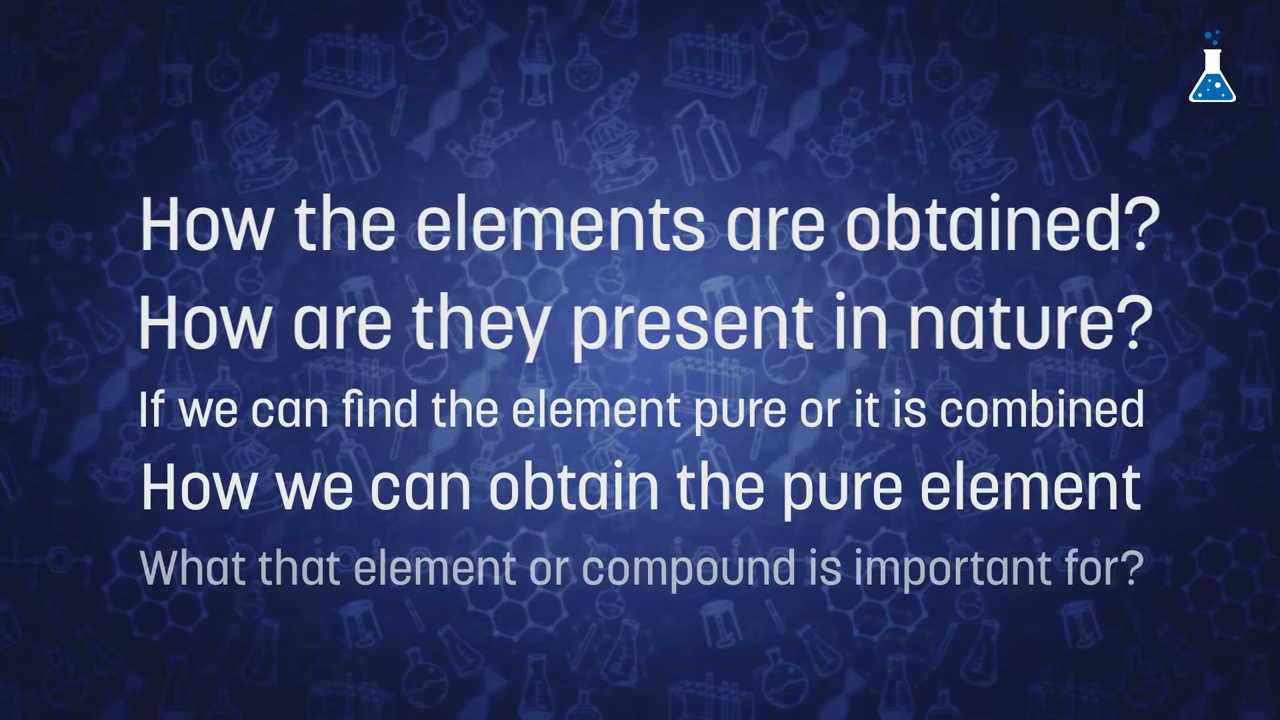 How the elements are obtained?
How are they present in nature?
If we can find the element pure or it is combined
How we can obtain the pure element
What that element or compound is important for?